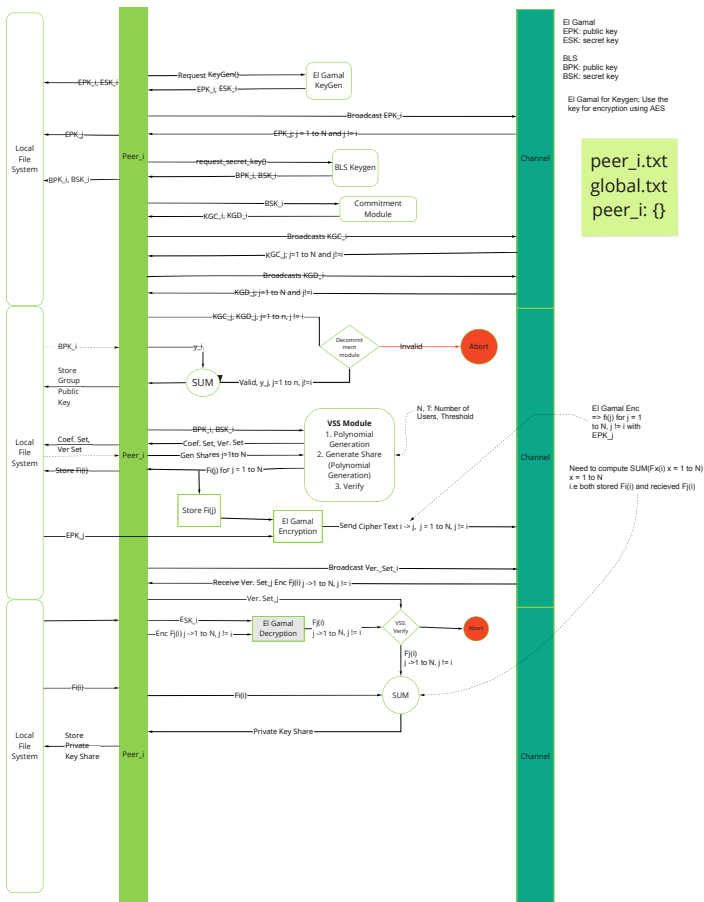 El Gamal
EPK: public key
ESK: secret key
BLS
BPK: public key
BSK: secret key
El Gamal for Keygen; Use the
key for encryption using AES
peer_i.txt
global.txt
peer_i: {}
Local
File
System
Peer_i
Channel
Request KeyGen()
El Gamal
KeyGen
EPK_i, ESK_i
EPK_i, ESK_i
Broadcast EPK_i
EPK_j; j = 1 to N and j != i
EPK_j
request_secret_key()
BLS Keygen
BPK_i, BSK_i
BPK_i, BSK_i
BSK_i
Commitment
Module
KGC_i, KGD_i
Broadcasts KGC_i
KGC_j; j=1 to N and j!=i
Broadcasts KGD_i
KGD_j; j=1 to N and j!=i
KGC_j, KGD_j, j=1 to n, j != i
Decommit
ment
module
Invalid
Abort
BPK_i
y_i,
SUM
Valid, y_j, j=1 to n, j!=i
Store
Group
Public
Key
Local
File
System
Peer_i
Channel
BPK_i, BSK_i
Coef. Set, Ver. Set
Gen Shares j=1to N
Fi(j) for j = 1 to N
VSS Module
1. Polynomial
Generation
2. Generate Share
(Polynomial
Generation)
3. Verify
N, T: Number of
Users, Threshold
El Gamal Enc
=> fi(j) for j = 1
to N, j != i with
EPK_j
Coef. Set,
Ver Set
Store Fi(i)
Store Fi(j)
El Gamal
Encryption
Send Cipher Text i -> j, j = 1 to N, j != i
EPK_j
Need to compute SUM(Fx(i) x = 1 to N)
x = 1 to N
i.e both stored Fi(i) and recieved Fj(i)
Broadcast Ver._Set_i
Receive Ver. Set_j Enc Fj(i) j ->1 to N, j != i
Ver. Set_j
ESK_i
Enc Fj(i) j ->1 to N, j != i
El Gamal
Decryption
Fj(i)
j ->1 to N, j != i
VSS:
Verify
Abort
Fj(i)
j ->1 to N, j != i
Fi(i)
Fi(i)
SUM
Private Key Share
Store
Private
Key Share
Local
File
System
Peer_i
Channel